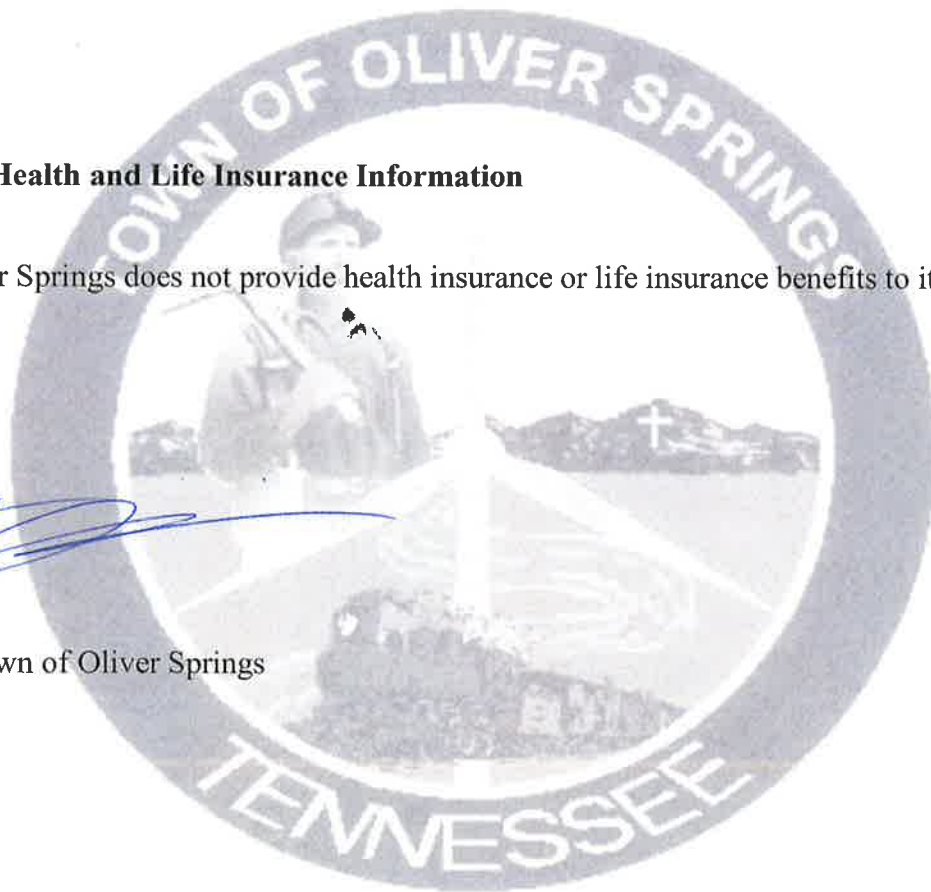 TOWN OF OLIVER SPRINGS
Health and Life Insurance Information
r Springs does not provide health insurance or life insurance benefits to it
wn of Oliver Springs
TENNESSEE